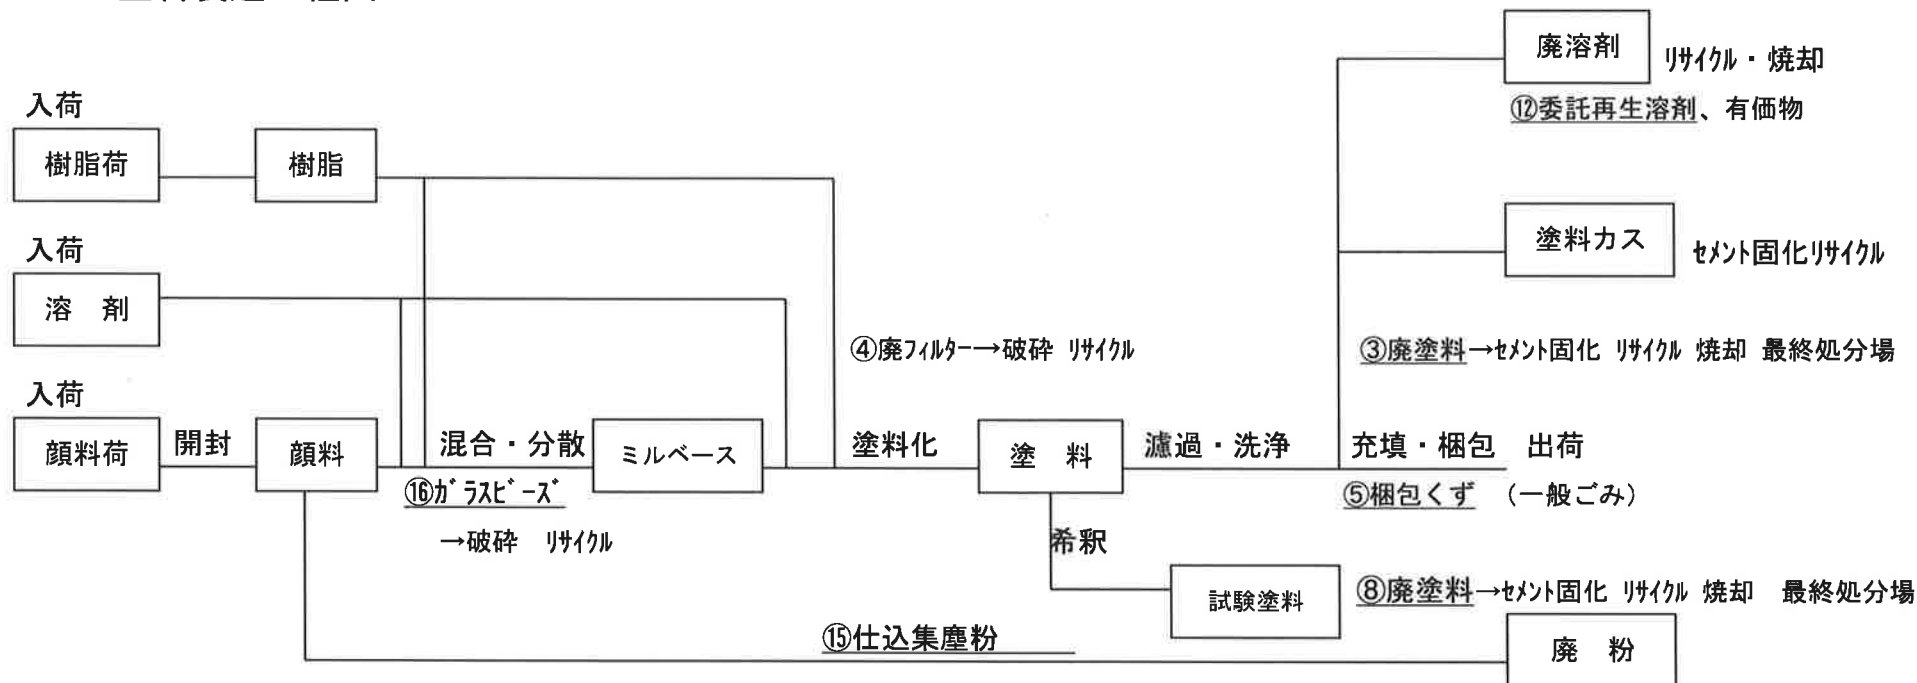 廃溶剤
リサイクル・焼却
入荷
⑫委託再生溶剤、有価物
樹脂荷
樹脂
入荷
塗料カス
セメント固化リサイクル
溶 剤
④廃フィルター→破砕 リサイクル
③廃塗料→セメント固化 リサイクル 焼却 最終処分場
入荷
顔料荷
開封
顔料
混合・分散
ミルベース
塗料化
塗 料
濾過・洗浄
充填・梱包 出荷
⑯ガラスビーズ
⑤梱包くず (一般ごみ)
→破砕 リサイクル
希釈
試験塗料
⑧廃塗料→セメント固化 リサイクル 焼却 最終処分場
⑮仕込集塵粉
廃 粉